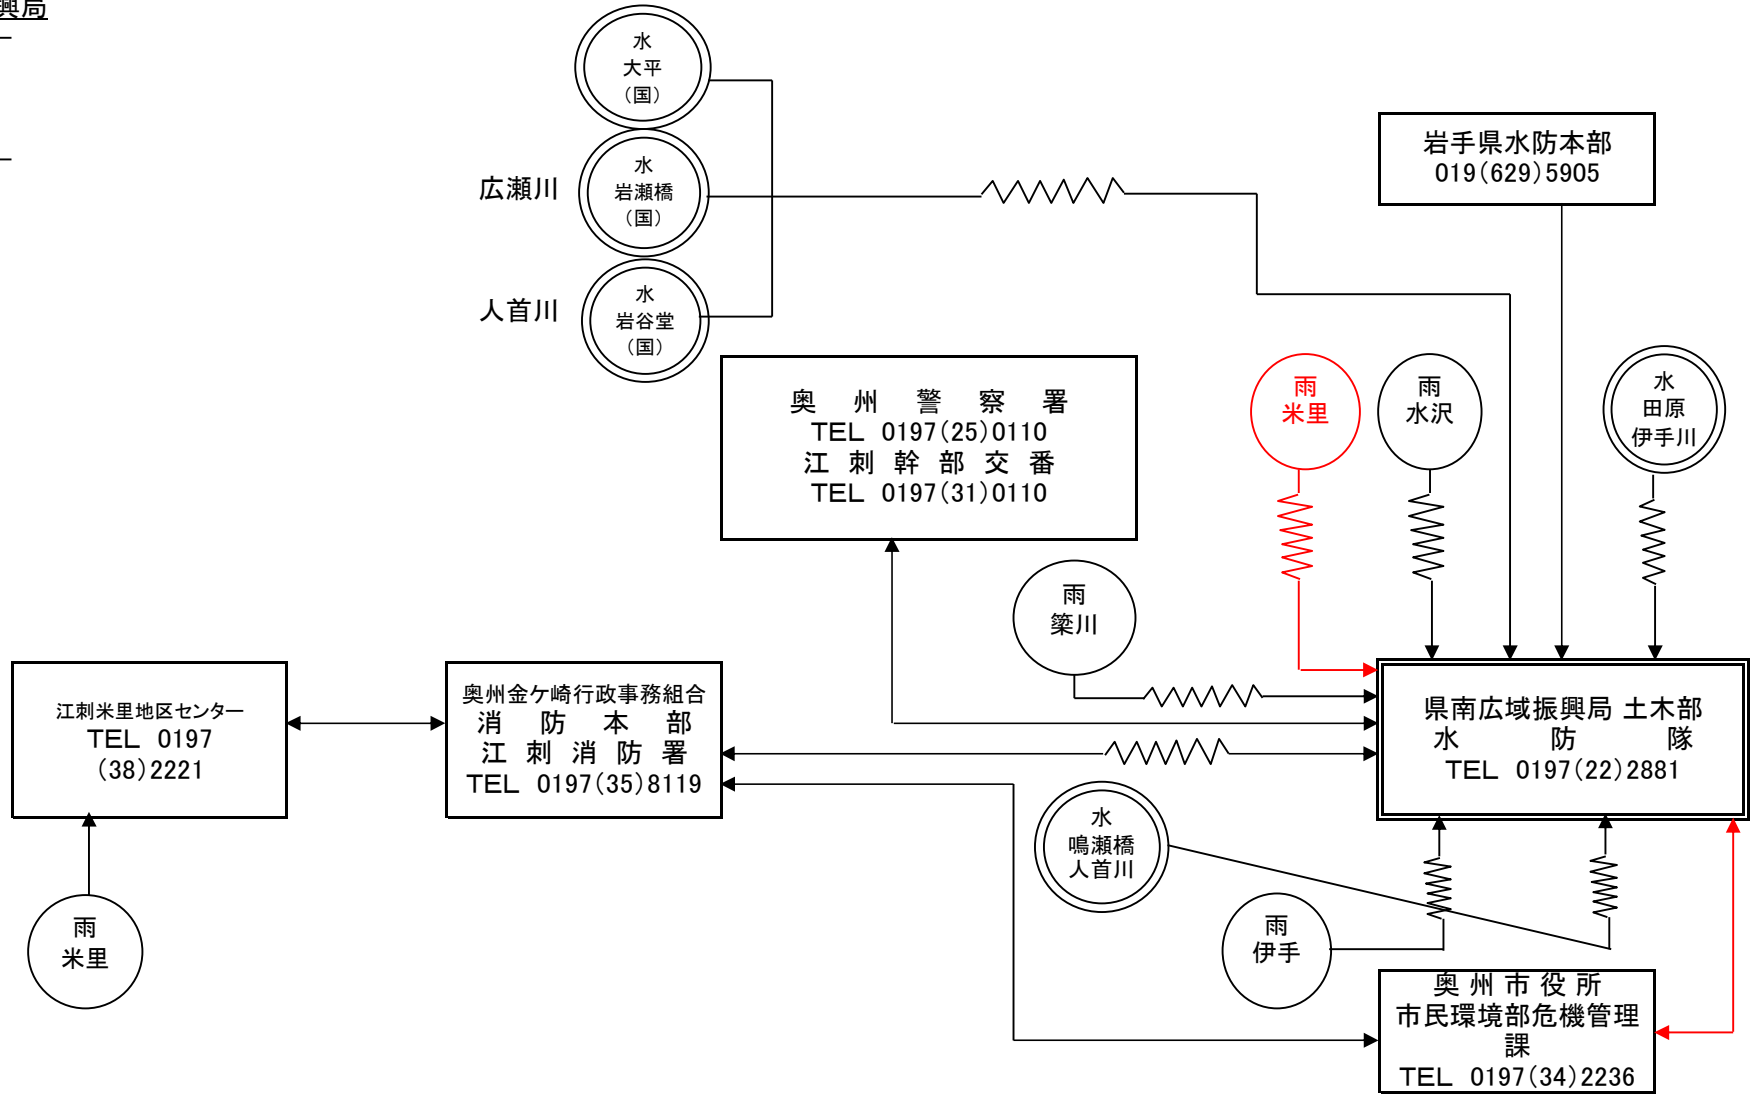 興局
水
大平
（国）
広瀬川
水
岩瀬橋
（国）
人首川
水
岩谷堂
（国）
岩手県水防本部
019(629)5905
奥州警察署
TEL 0197(25)0110
江刺幹部交番
TEL 0197(31)0110
雨
米里
雨
水沢
水
田原
伊手川
雨
簗川
江刺米里地区センター
TEL 0197
(38)2221
奥州金ケ崎行政事務組合
消防本部
江刺消防署
TEL 0197(35)8119
県南広域振興局 土木部
水防隊
TEL 0197(22)2881
水
鳴瀬橋
人首川
雨
米里
雨
伊手
奥州市役所
市民環境部危機管理
課
TEL 0197(34)2236